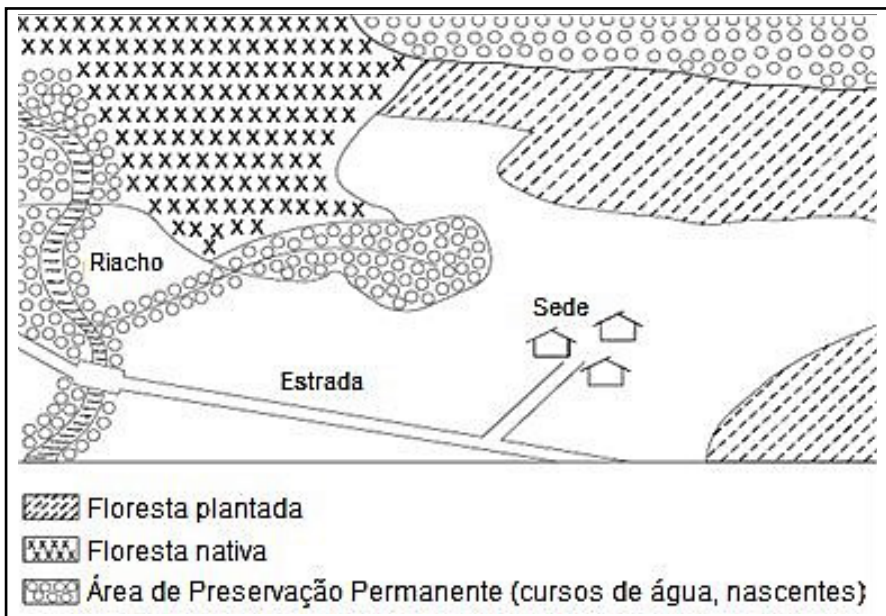 Riacho
Sede
Estrada
Floresta plantada
Floresta nativa
Área de Preservação Permanente (cursos de água, nascentes)